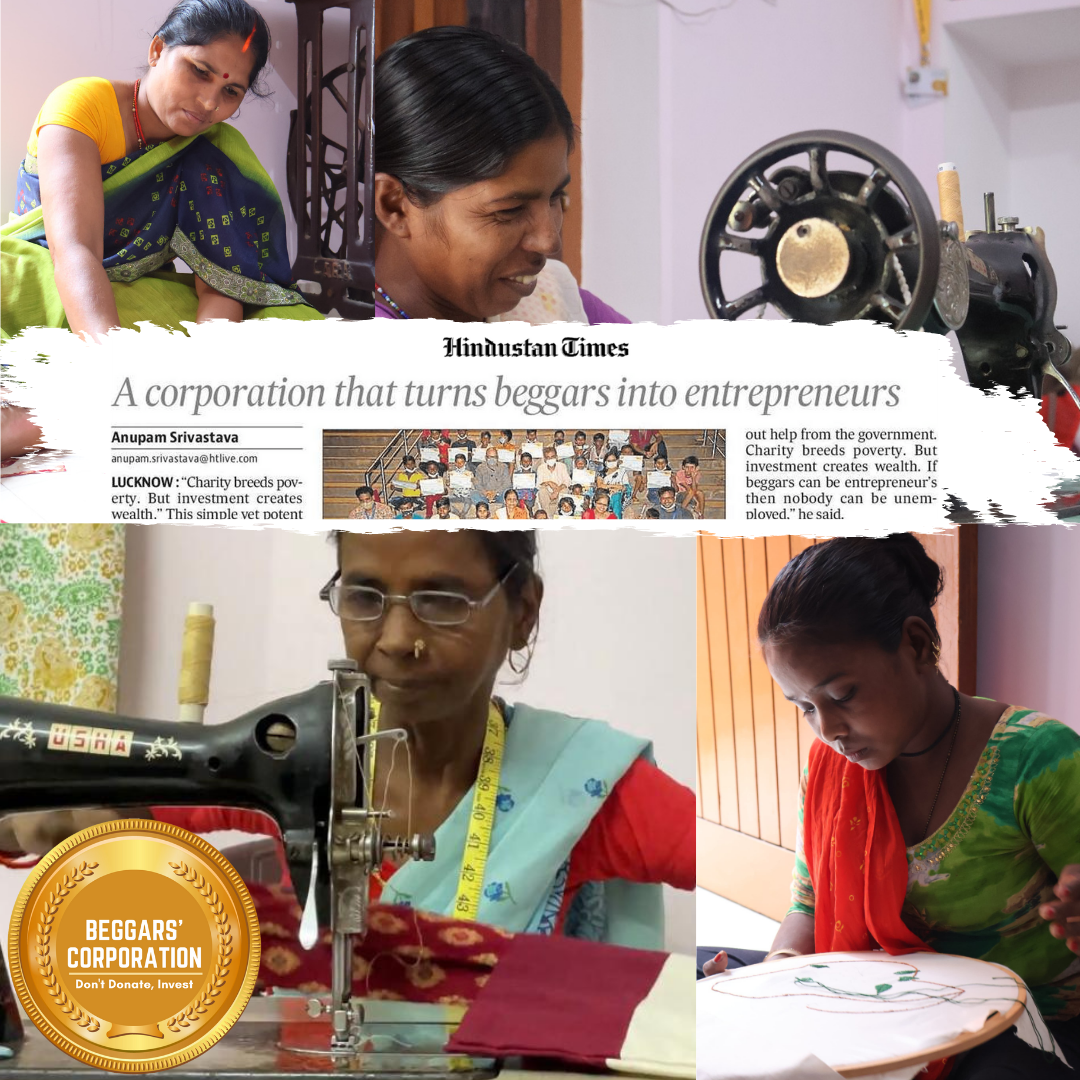 Hindustan Times
A corporation that turns beggars into entrepreneurs
Anupam Srivastava
anupam.srivastava@htlive.com
LUCKNOW : "Charity breeds pov-
erty. But investment creates
wealth." This simple yet potent
out help from the government.
Charity breeds poverty. But
investment creates wealth. If
beggars can be entrepreneur's
then nobody can be unem-
ployed," he said.
USHA
37
38
39
40
41
42
43
BEGGARS'
CORPORATION
Don't Donate, Invest